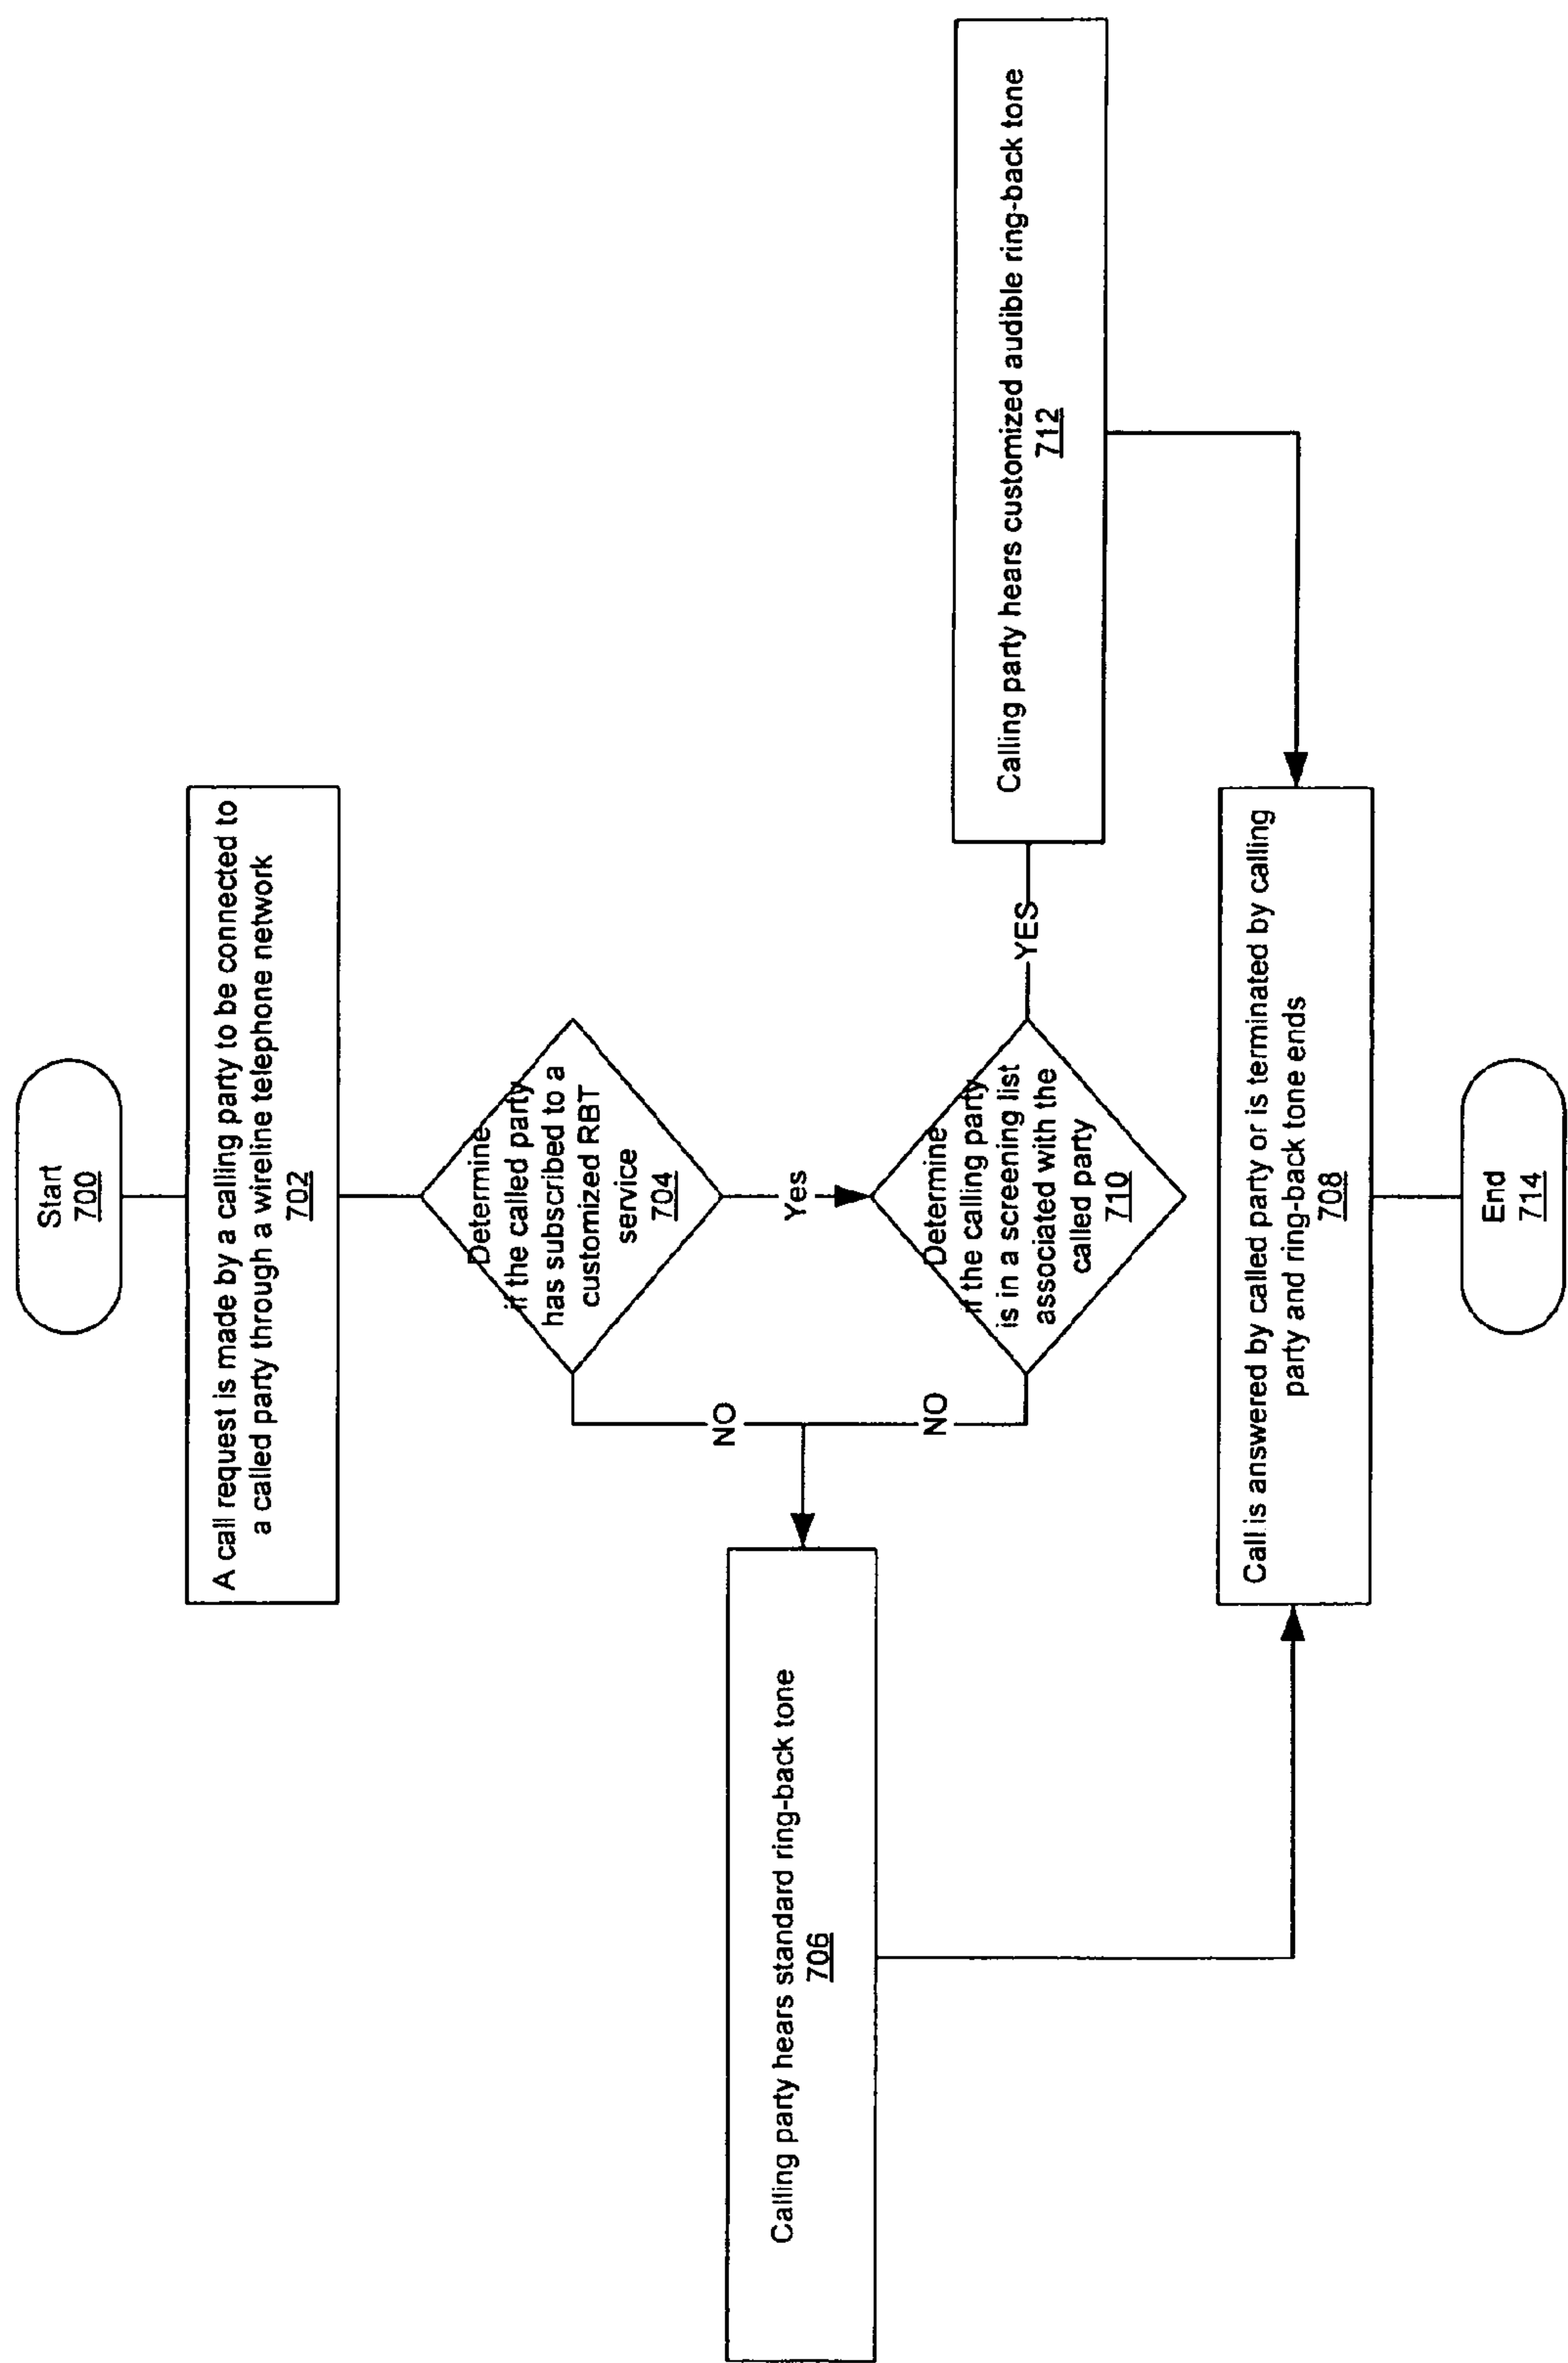 Start
700
A call request is made by a calling party to be connected to
a called party through a wireline telephone network
702
Determine
if the called party
has subscribed to a
customized RBT
service
704
NO
Yes
Calling party hears standard ring-back tone
706
Determine
if the calling party
is in a screening list
associated with the
called party
710
NO
YES
Calling party hears customized audible ring-back tone
712
Call is answered by called party or is terminated by calling
party and ring-back tone ends
708
End
714